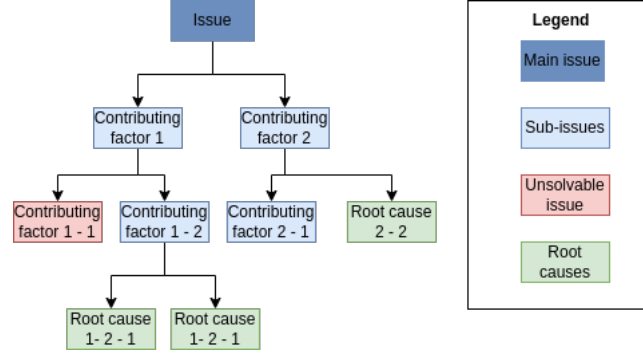 Issue
Contributing
factor 1
Contributing
factor 2
Contributing
factor 1 - 1
Contributing
factor 1 - 2
Contributing
factor 2 - 1
Root cause
2 - 2
Root cause
1- 2 - 1
Root cause
1- 2 - 1
Legend
Main issue
Sub-issues
Unsolvable
issue
Root
causes